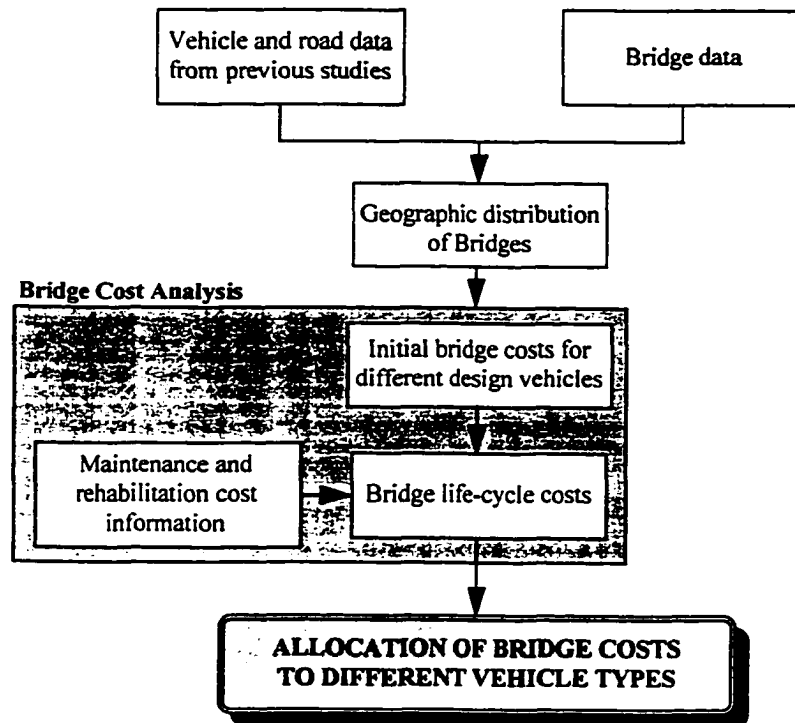 Vehicle and road data
from previous studies
Bridge data
Geographic distribution
of Bridges
Bridge Cost Analysis
Initial bridge costs for
different design vehicles
Maintenance and
rehabilitation cost
information
Bridge life-cycle costs
ALLOCATION OF BRIDGE COSTS
TO DIFFERENT VEHICLE TYPES